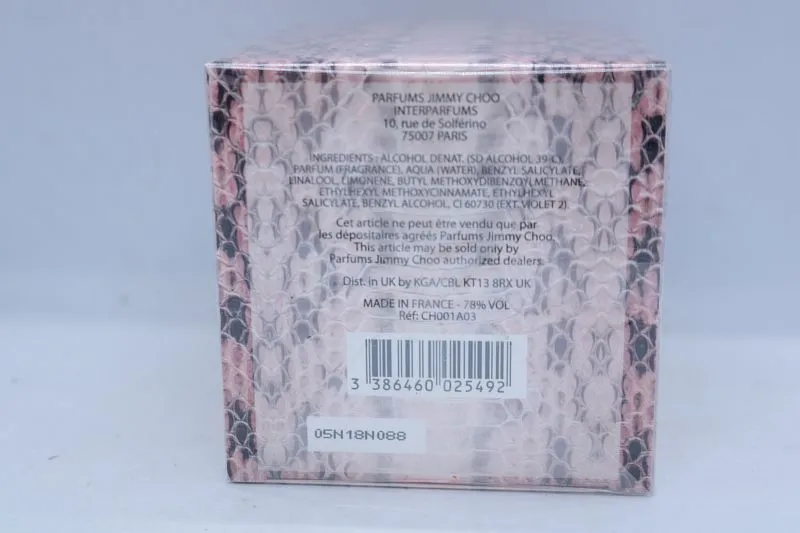 PARFUMS JIMMY CHOO
INTERPARFUMS
10, rue de Solférino
75007 PARIS
INGREDIENTS : ALCOHOL DENAT. (SD ALCOHOL 39-C),
PARFUM (FRAGRANCE), AQUA (WATER), BENZYL SALICYLATE,
LINALOOL, LIMONENE, BUTYL METHOXYDIBENZOYLMETHANE,
ETHYLHEXYL METHOXYCINNAMATE, ETHYLHEXYL
SALICYLATE, BENZYL ALCOHOL, CI 60730 (EXT. VIOLET 2).
Cet article ne peut être vendu que par
les dépositaires agréés Parfums Jimmy Choo.
This article may be sold only by
Parfums Jimmy Choo authorized dealers.
Dist. in UK by KGA/CBL KT13 8RX UK
MADE IN FRANCE - 78% VOL
Réf: CH001A03
3 386460 025492
05N18N088